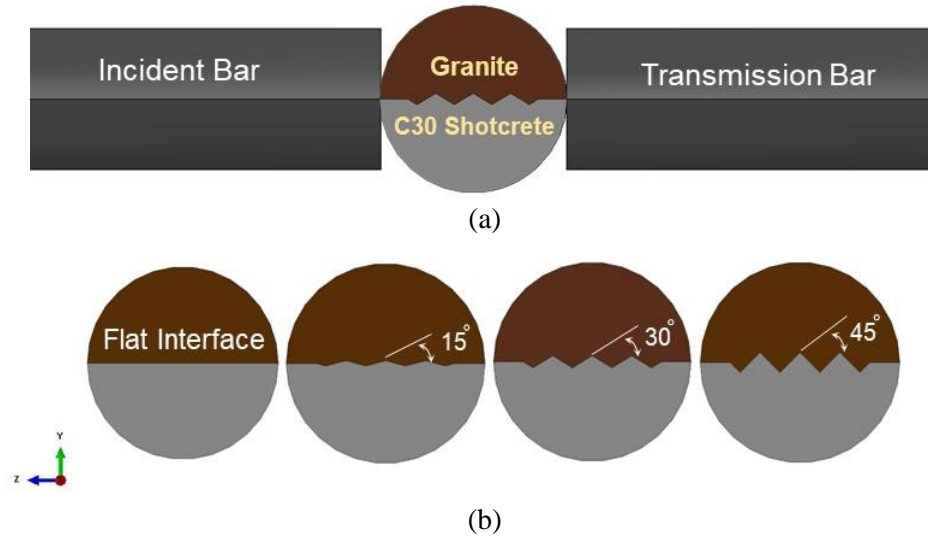 Incident Bar
Granite
Transmission Bar
C30 Shotcrete
(a)
Flat Interface
15°
30°
45°
Y
Z
(b)